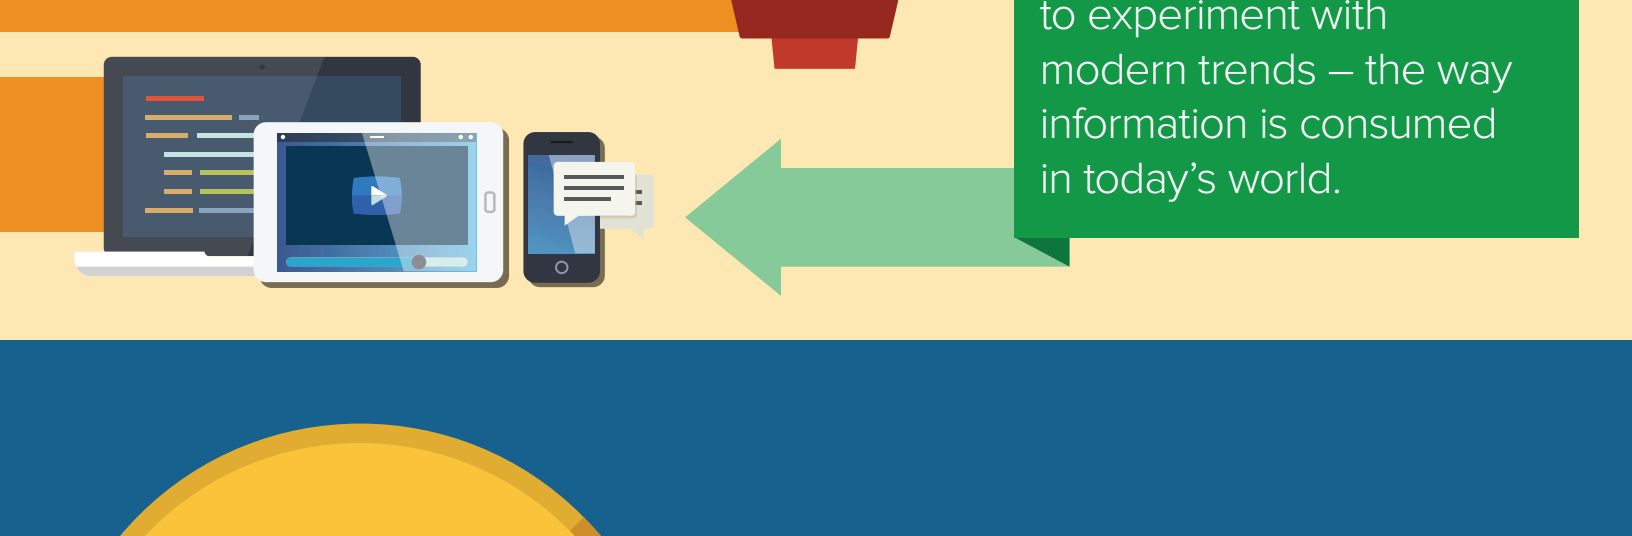 to experiment with
modern trends – the way
information is consumed
in today’s world.